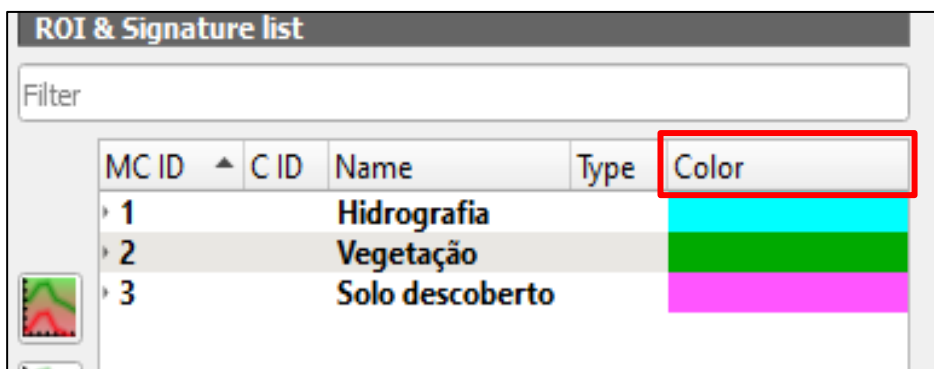 ROI & Signature list
Filter
MC ID C ID Name Type Color
1 Hidrografia
2 Vegetação
3 Solo descoberto